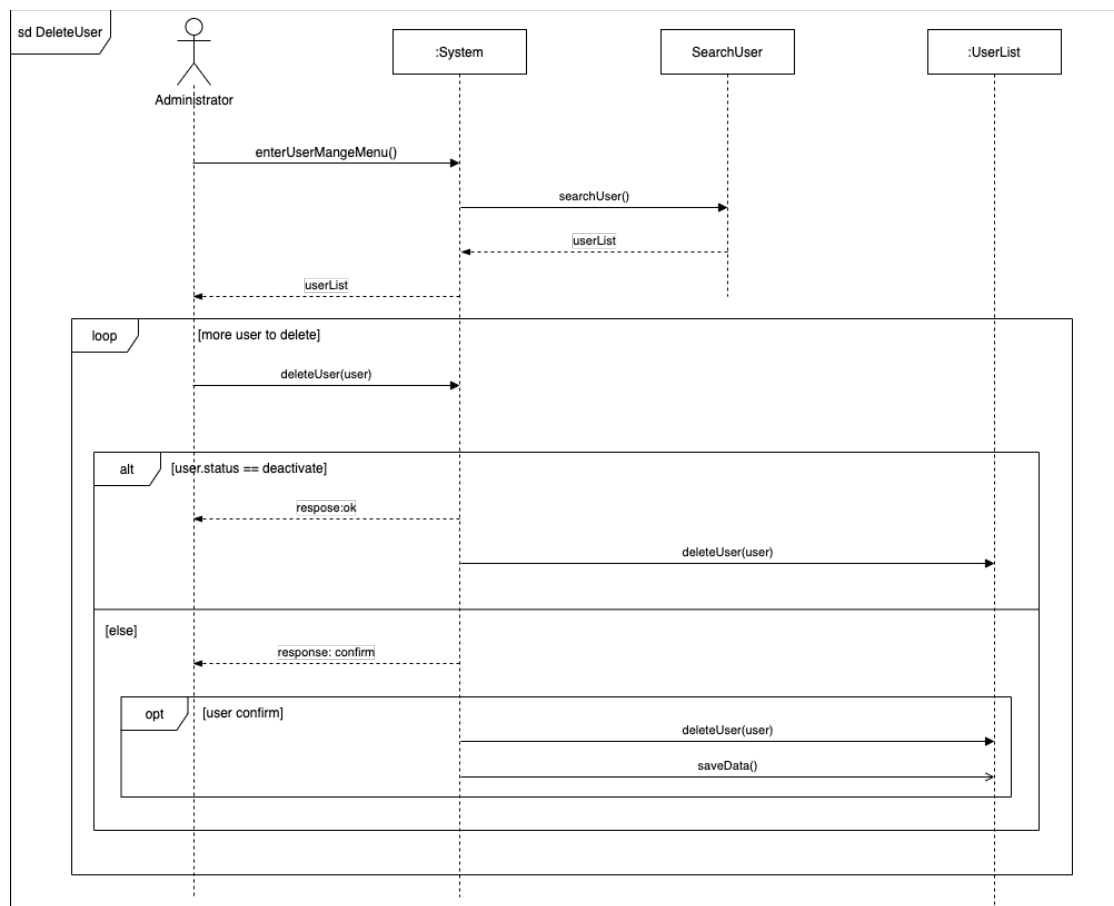 sd DeleteUser
:System
SearchUser
:UserList
Administrator
enterUserMangeMenu()
searchUser()
userList
userList
loop
[more user to delete]
deleteUser(user)
alt
[user.status == deactivate]
respose:ok
deleteUser(user)
[else]
response: confirm
opt
[user confirm]
deleteUser(user)
saveData()